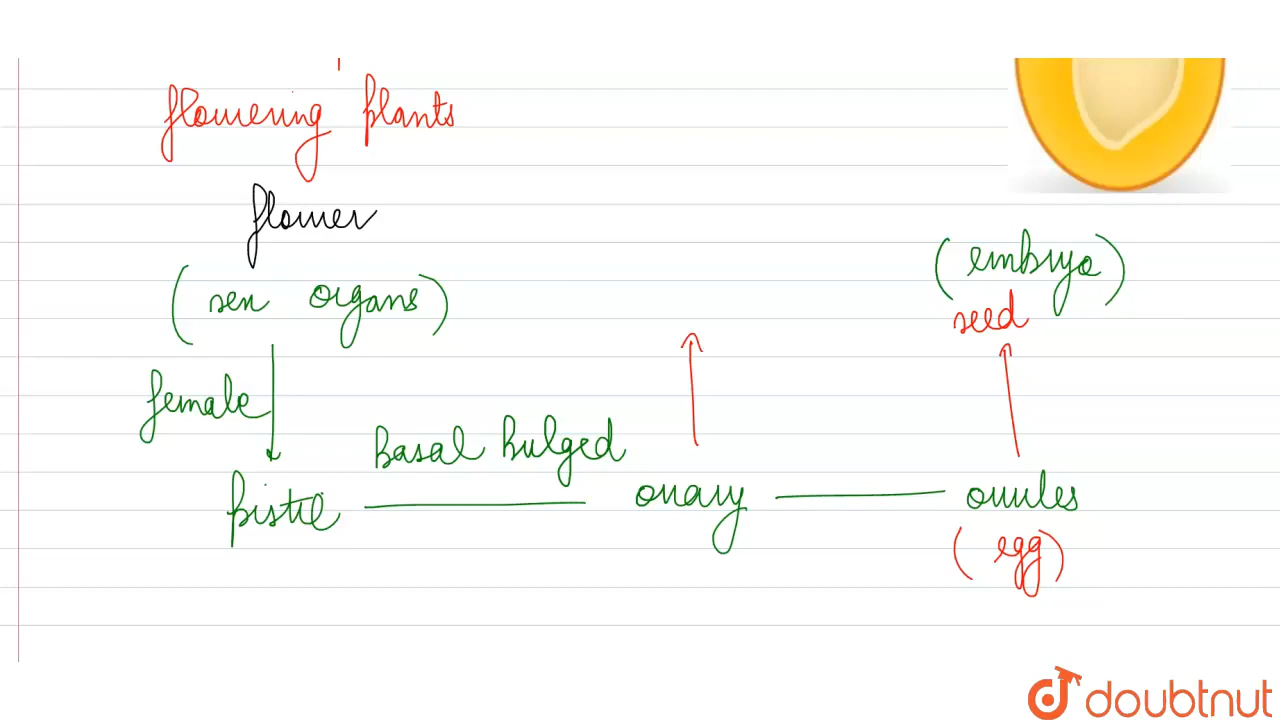 flowering plants
flower
(sex organs)
(embryo)
seed
female
basal bulged
pistil
ovary
ovules
(egg)
doubtnut